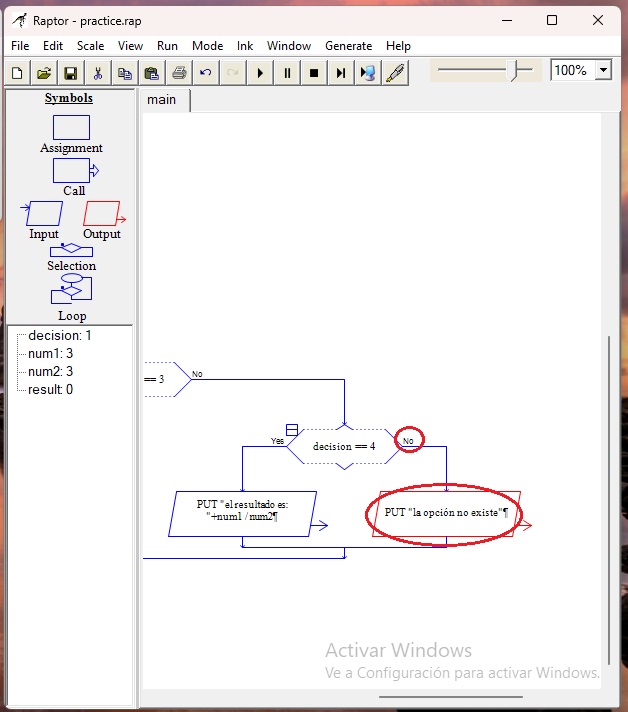 Raptor - practice.rap
File Edit Scale View Run Mode Ink Window Generate Help
100%
Symbols
Assignment
Call
Input Output
Selection
Loop
decision: 1
num1: 3
num2: 3
result: 0
main
== 3
No
decision == 4
Yes
No
PUT "el resultado es:
"+num1 / num2¶
PUT "la opción no existe"¶
Activar Windows
Ve a Configuración para activar Windows.